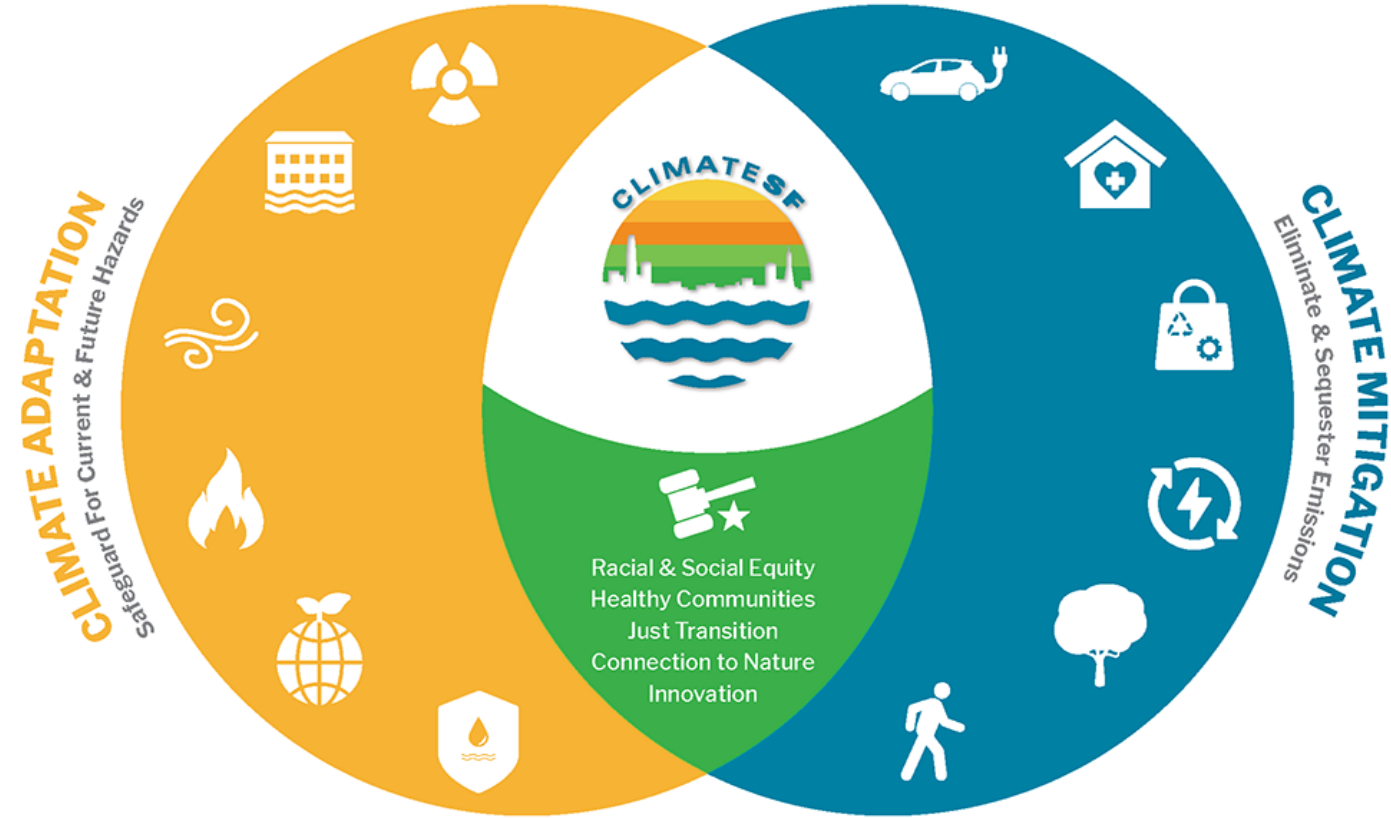 CLIMATE ADAPTATION
Safeguard For Current & Future Hazards
CLIMATESF
Racial & Social Equity
Healthy Communities
Just Transition
Connection to Nature
Innovation
CLIMATE MITIGATION
Eliminate & Sequester Emissions